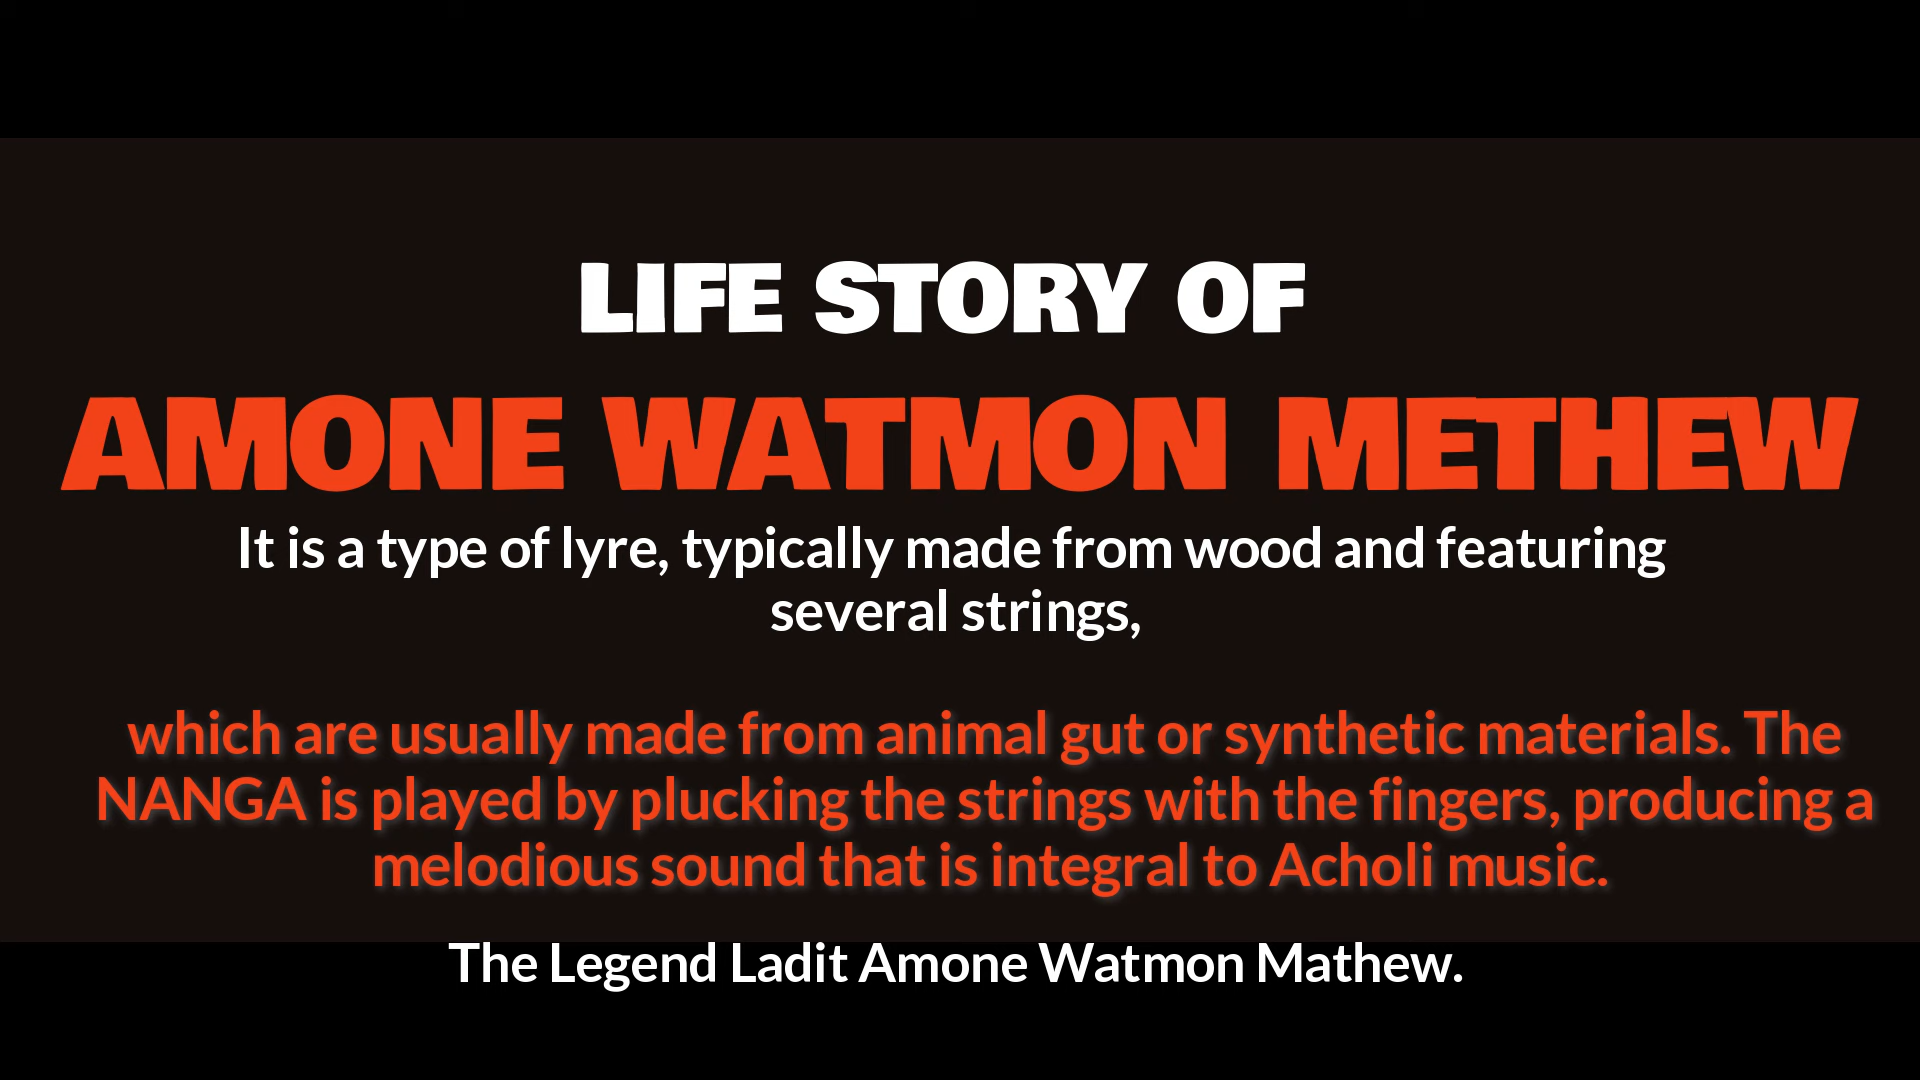 LIFE STORY OF
AMONE WATMON METHEW
It is a type of lyre, typically made from wood and featuring
several strings,
which are usually made from animal gut or synthetic materials. The
NANGA is played by plucking the strings with the fingers, producing a
melodious sound that is integral to Acholi music.
The Legend Ladit Amone Watmon Mathew.